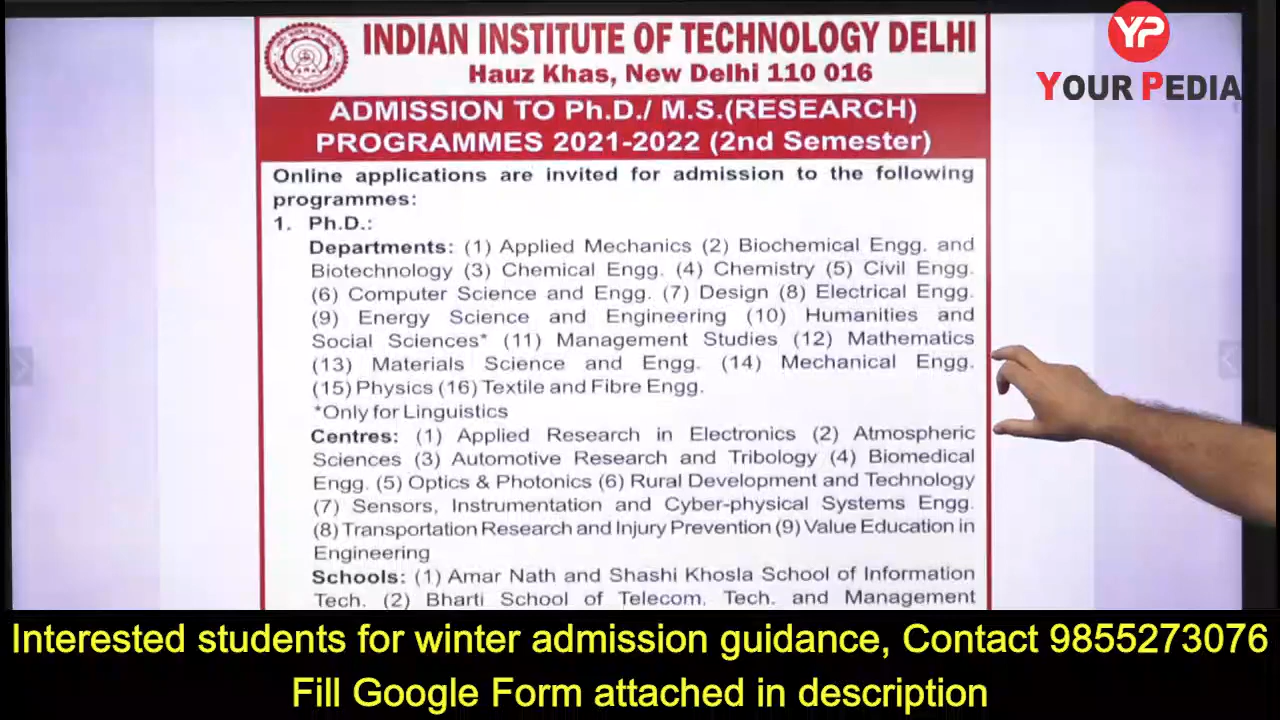 INDIAN INSTITUTE OF TECHNOLOGY DELHI
Hauz Khas, New Delhi 110 016
YP
YOUR PEDIA
ADMISSION TO Ph.D./ M.S.(RESEARCH)
PROGRAMMES 2021-2022 (2nd Semester)
Online applications are invited for admission to the following
programmes:
1. Ph.D.:
Departments: (1) Applied Mechanics (2) Biochemical Engg. and
Biotechnology (3) Chemical Engg. (4) Chemistry (5) Civil Engg.
(6) Computer Science and Engg. (7) Design (8) Electrical Engg.
(9) Energy Science and Engineering (10) Humanities and
Social Sciences* (11) Management Studies (12) Mathematics
(13) Materials Science and Engg. (14) Mechanical Engg.
(15) Physics (16) Textile and Fibre Engg.
*Only for Linguistics
Centres: (1) Applied Research in Electronics (2) Atmospheric
Sciences (3) Automotive Research and Tribology (4) Biomedical
Engg. (5) Optics & Photonics (6) Rural Development and Technology
(7) Sensors, Instrumentation and Cyber-physical Systems Engg.
(8) Transportation Research and Injury Prevention (9) Value Education in
Engineering
Schools: (1) Amar Nath and Shashi Khosla School of Information
Tech. (2) Bharti School of Telecom. Tech. and Management
Interested students for winter admission guidance, Contact 9855273076
Fill Google Form attached in description